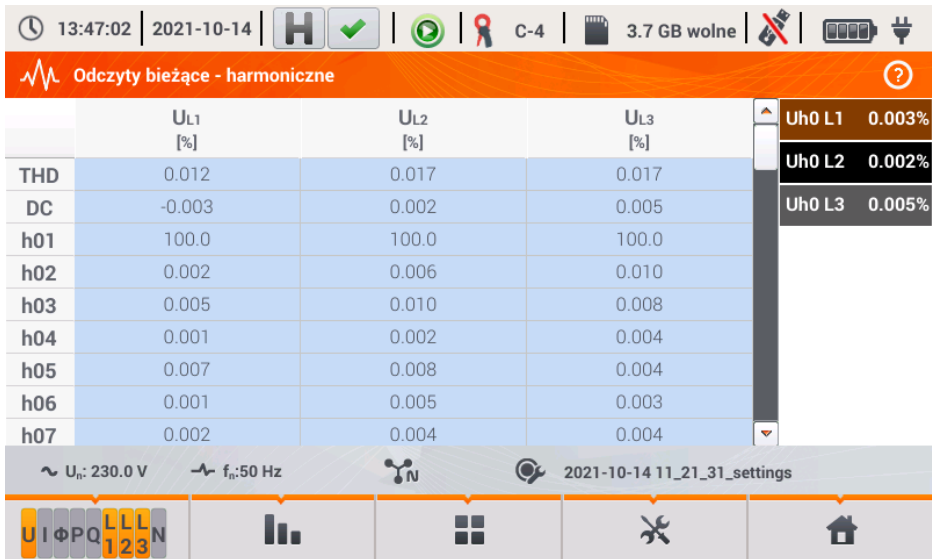 13:47:02 2021-10-14 H C-4 3.7 GB wolne
Odczyty bieżące - harmoniczne ?
UL1 UL2 UL3
[%] [%] [%]
THD 0.012 0.017 0.017
DC -0.003 0.002 0.005
h01 100.0 100.0 100.0
h02 0.002 0.006 0.010
h03 0.005 0.010 0.008
h04 0.001 0.002 0.004
h05 0.007 0.008 0.004
h06 0.001 0.005 0.003
h07 0.002 0.004 0.004
Uh0 L1 0.003%
Uh0 L2 0.002%
Uh0 L3 0.005%
Un: 230.0 V fn:50 Hz N 2021-10-14 11_21_31_settings
U I Φ P Q L1 L2 L3 N